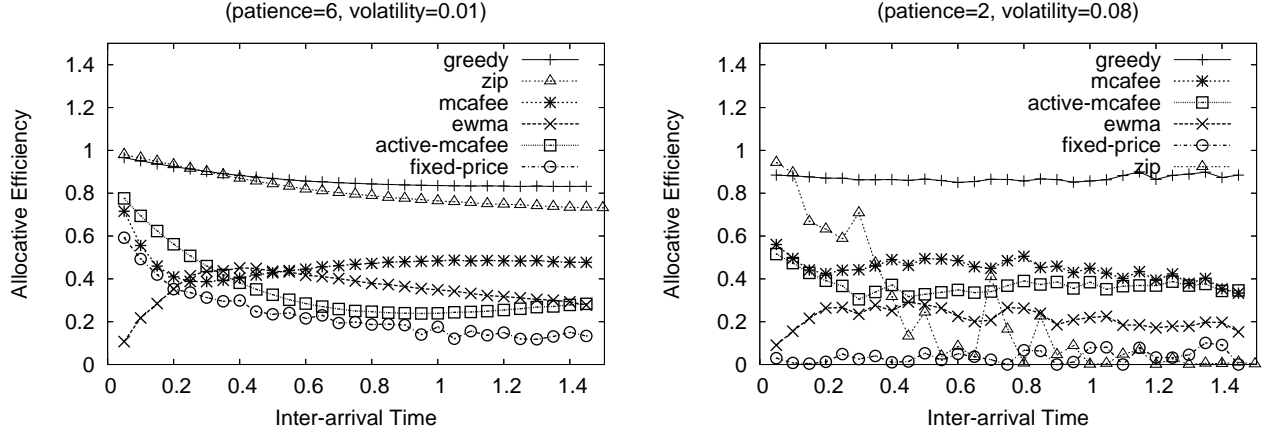 (patience=6, volatility=0.01)
Allocative Efficiency
1.4
1.2
1
0.8
0.6
0.4
0.2
0
0 0.2 0.4 0.6 0.8 1 1.2 1.4
Inter-arrival Time
greedy
zip
mcafee
ewma
active-mcafee
fixed-price
(patience=2, volatility=0.08)
Allocative Efficiency
1.4
1.2
1
0.8
0.6
0.4
0.2
0
0 0.2 0.4 0.6 0.8 1 1.2 1.4
Inter-arrival Time
greedy
mcafee
active-mcafee
ewma
fixed-price
zip